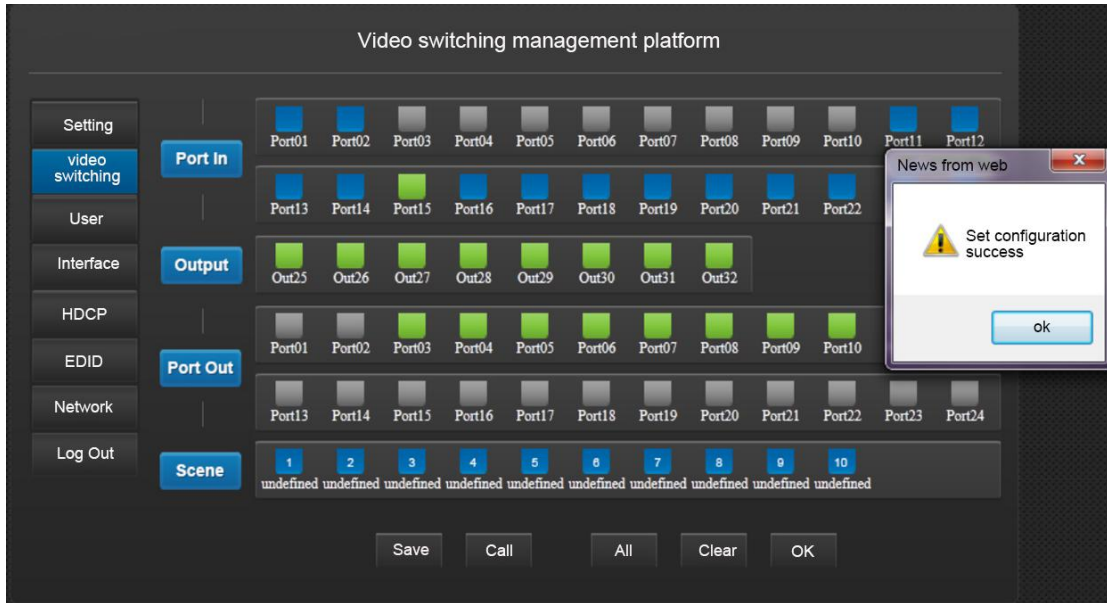 Video switching management platform
Setting
video
switching
User
Interface
HDCP
EDID
Network
Log Out
Port In
Port01 Port02 Port03 Port04 Port05 Port06 Port07 Port08 Port09 Port10 Port11 Port12
Port13 Port14 Port15 Port16 Port17 Port18 Port19 Port20 Port21 Port22
Output
Out25 Out26 Out27 Out28 Out29 Out30 Out31 Out32
Port Out
Port01 Port02 Port03 Port04 Port05 Port06 Port07 Port08 Port09 Port10
Port13 Port14 Port15 Port16 Port17 Port18 Port19 Port20 Port21 Port22 Port23 Port24
Scene
1 2 3 4 5 6 7 8 9 10
undefined undefined undefined undefined undefined undefined undefined undefined undefined undefined
Save Call All Clear OK
News from web
x
Set configuration
success
ok